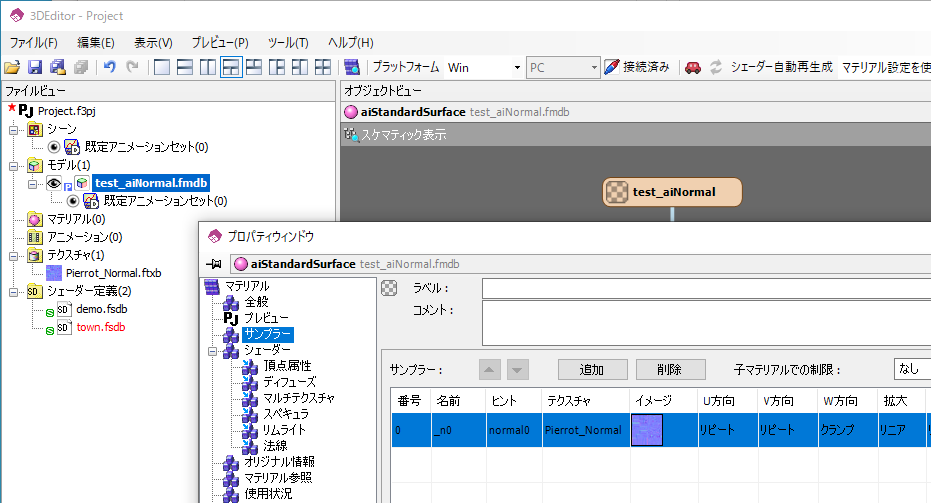 3DEditor - Project
ファイル(F) 編集(E) 表示(V) プレビュー(P) ツール(T) ヘルプ(H)
プラットフォーム Win PC 接続済み シェーダー自動再生成 マテリアル設定を使
ファイルビュー
PJ Project.f3pj
シーン
既定アニメーションセット(0)
モデル(1)
P test_aiNormal.fmdb
既定アニメーションセット(0)
マテリアル(0)
アニメーション(0)
テクスチャ(1)
Pierrot_Normal.ftxb
SD シェーダー定義(2)
S SD demo.fsdb
S SD town.fsdb
オブジェクトビュー
aiStandardSurface test_aiNormal.fmdb
スケマティック表示
test_aiNormal
プロパティウィンドウ
aiStandardSurface test_aiNormal.fmdb
マテリアル
全般
PJ プレビュー
サンプラー
シェーダー
頂点属性
ディフューズ
マルチテクスチャ
スペキュラ
リムライト
法線
オリジナル情報
マテリアル参照
使用状況
ラベル :
コメント :
サンプラー : 追加 削除 子マテリアルでの制限 : なし
番号 名前 ヒント テクスチャ イメージ U方向 V方向 W方向 拡大
0 _n0 normal0 Pierrot_Normal リピート リピート クランプ リニア